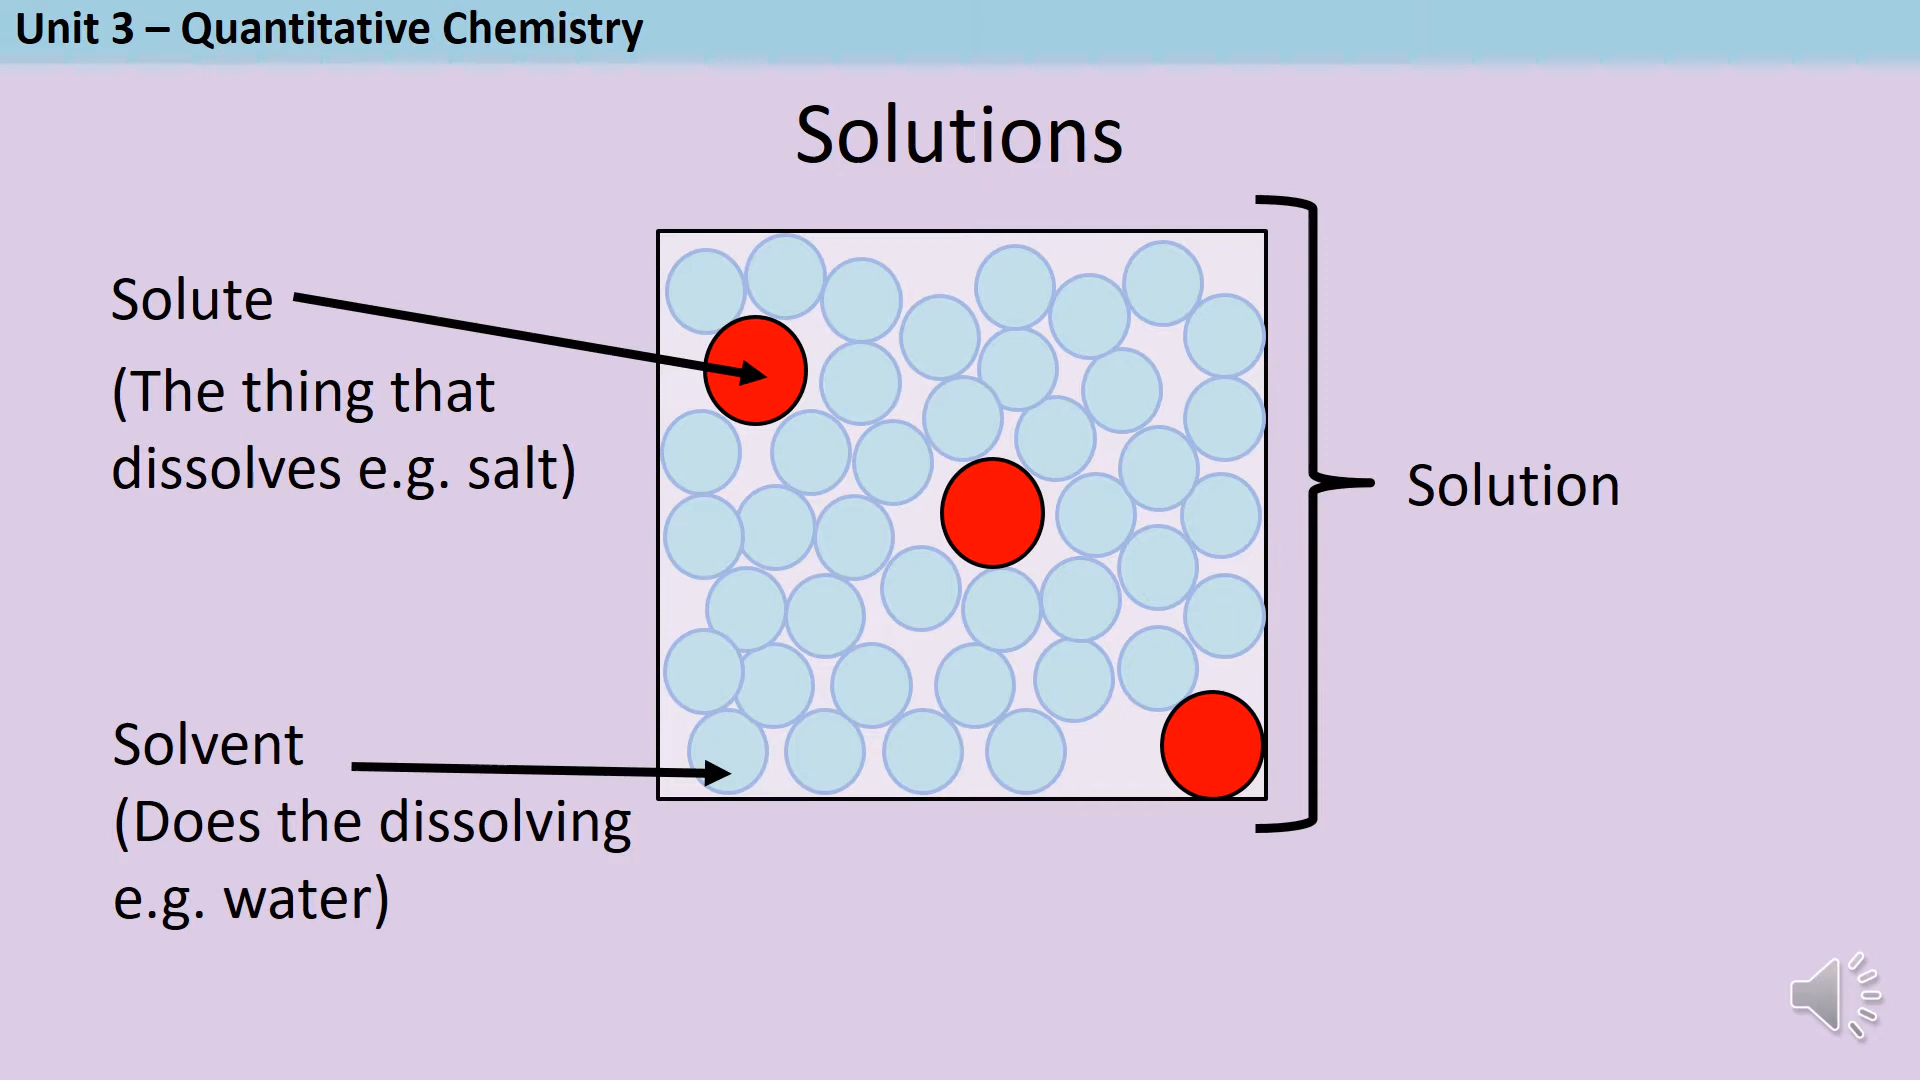 Unit 3 – Quantitative Chemistry
Solutions
Solute
(The thing that
dissolves e.g. salt)
Solution
Solvent
(Does the dissolving
e.g. water)